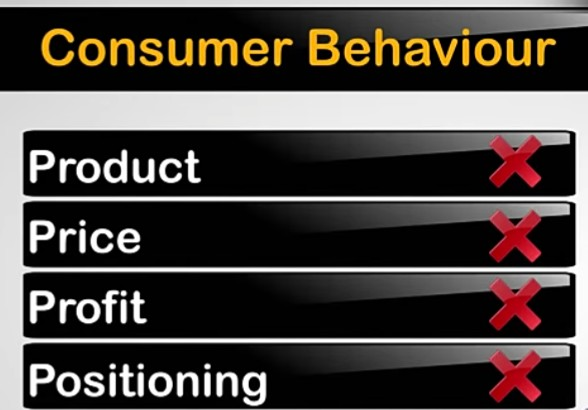 Consumer Behaviour
Product
Price
Profit
Positioning